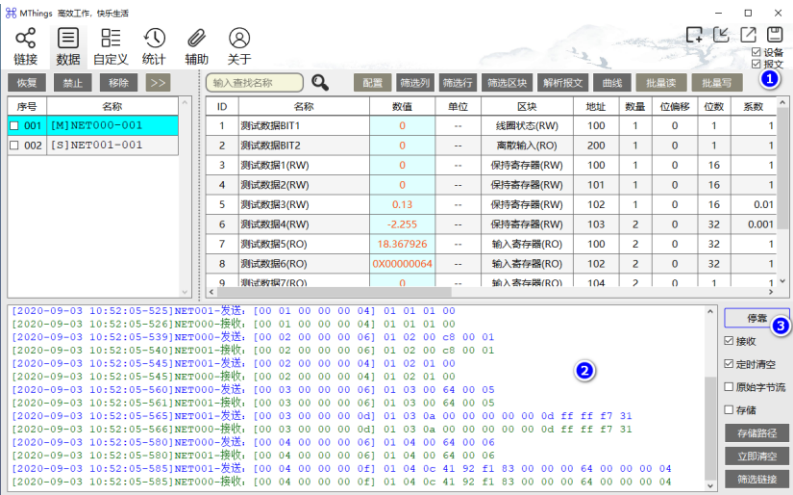 MThings 高效工作，快乐生活
链接 数据 自定义 统计 辅助 关于
设备
报文
恢复 禁止 移除 >> 输入查找名称 配置 筛选列 筛选行 筛选区块 解析报文 曲线 批量读 批量写
1
序号 名称
001 [M]NET000-001
002 [S]NET001-001
ID 名称 数值 单位 区块 地址 数量 位偏移 位数 系数
1 测试数据BIT1 0 -- 线圈状态(RW) 100 1 0 1 1
2 测试数据BIT2 0 -- 离散输入(RO) 200 1 0 1 1
3 测试数据1(RW) 0 -- 保持寄存器(RW) 100 1 0 16 1
4 测试数据2(RW) 0 -- 保持寄存器(RW) 101 1 0 16 1
5 测试数据3(RW) 0.13 -- 保持寄存器(RW) 102 1 0 16 0.01
6 测试数据4(RW) -2.255 -- 保持寄存器(RW) 103 2 0 32 0.001
7 测试数据5(RO) 18.367926 -- 输入寄存器(RO) 100 2 0 32 1
8 测试数据6(RO) 0X00000064 -- 输入寄存器(RO) 102 2 0 32 1
9 测试数据7(RO) 0 -- 输入寄存器(RO) 104 2 0 1 1
[2020-09-03 10:52:05-525]NET001-发送: [00 01 00 00 00 04] 01 01 01 00
[2020-09-03 10:52:05-526]NET000-接收: [00 01 00 00 00 04] 01 01 01 00
[2020-09-03 10:52:05-539]NET000-发送: [00 02 00 00 00 06] 01 02 00 c8 00 01
[2020-09-03 10:52:05-540]NET001-接收: [00 02 00 00 00 06] 01 02 00 c8 00 01
[2020-09-03 10:52:05-545]NET001-发送: [00 02 00 00 00 04] 01 02 01 00
[2020-09-03 10:52:05-545]NET000-接收: [00 02 00 00 00 04] 01 02 01 00
[2020-09-03 10:52:05-560]NET000-发送: [00 03 00 00 00 06] 01 03 00 64 00 05
[2020-09-03 10:52:05-561]NET001-接收: [00 03 00 00 00 06] 01 03 00 64 00 05
[2020-09-03 10:52:05-565]NET001-发送: [00 03 00 00 00 0d] 01 03 0a 00 00 00 00 00 0d ff ff f7 31
[2020-09-03 10:52:05-566]NET000-接收: [00 03 00 00 00 0d] 01 03 0a 00 00 00 00 00 0d ff ff f7 31
[2020-09-03 10:52:05-580]NET000-发送: [00 04 00 00 00 06] 01 04 00 64 00 06
[2020-09-03 10:52:05-580]NET001-接收: [00 04 00 00 00 06] 01 04 00 64 00 06
[2020-09-03 10:52:05-585]NET001-发送: [00 04 00 00 00 0f] 01 04 0c 41 92 f1 83 00 00 00 64 00 00 00 04
[2020-09-03 10:52:05-585]NET000-接收: [00 04 00 00 00 0f] 01 04 0c 41 92 f1 83 00 00 00 64 00 00 00 04
2
停靠
3
接收
定时清空
原始字节流
存储
存储路径
立即清空
筛选链接